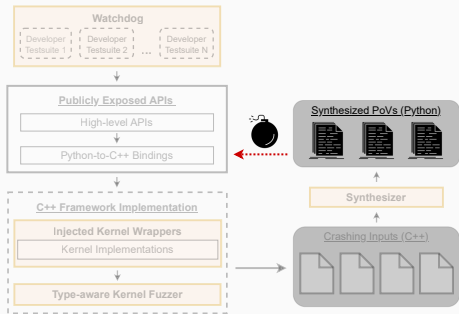 Watchdog
Developer
Testsuite 1
Developer
Testsuite 2
...
Developer
Testsuite N
Publicly Exposed APIs
High-level APIs
Python-to-C++ Bindings
C++ Framework Implementation
Injected Kernel Wrappers
Kernel Implementations
Type-aware Kernel Fuzzer
Synthesized PoVs (Python)
Synthesizer
Crashing Inputs (C++)